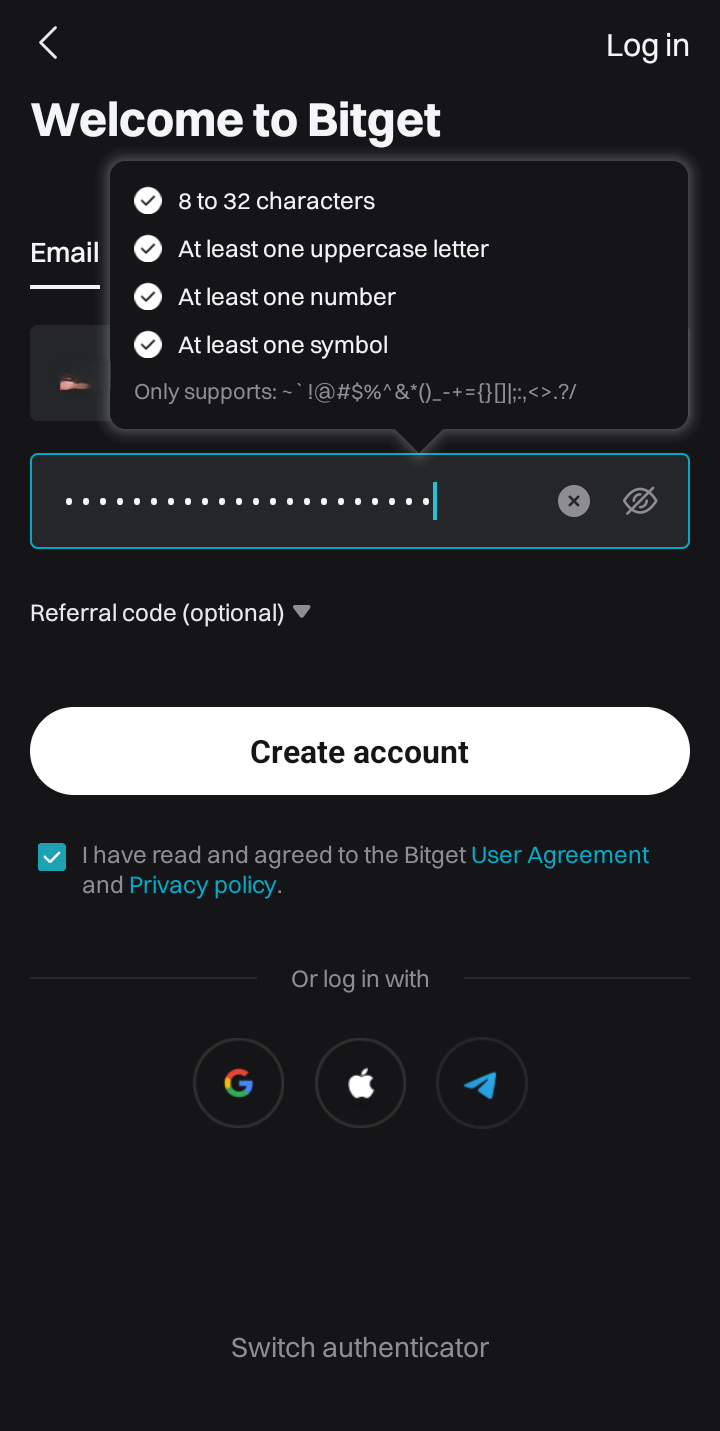 Log in
Welcome to Bitget
8 to 32 characters
Email
At least one uppercase letter
At least one number
At least one symbol
Only supports: ~`!@#$%^&*()_-+={}[]|;:,<>.?/
Referral code (optional)
Create account
I have read and agreed to the Bitget User Agreement
and Privacy policy.
Or log in with
Switch authenticator